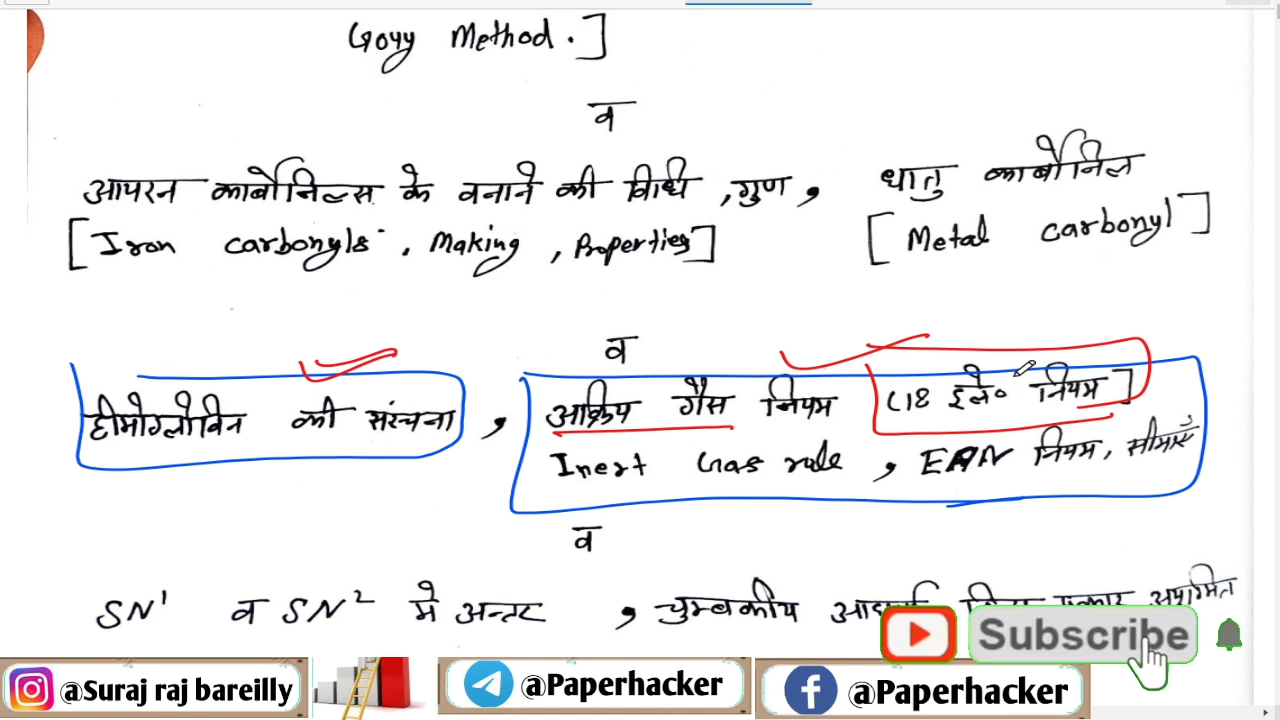 Gouy Method.]
व
आयरन कार्बोनिल्स के बनाने की विधि, गुण, धातु कार्बोनिल
[Iron carbonyls, Making, Properties] [Metal carbonyl]
व
हीमोग्लोबिन की संरचना, अक्रिय गैस नियम (18 इले० नियम]
Inert Gas rule, EAN नियम, सीमाएँ
व
SN¹ व SN² मे अन्तर, चुम्बकीय
Subscribe
@Suraj raj bareilly @Paperhacker @Paperhacker